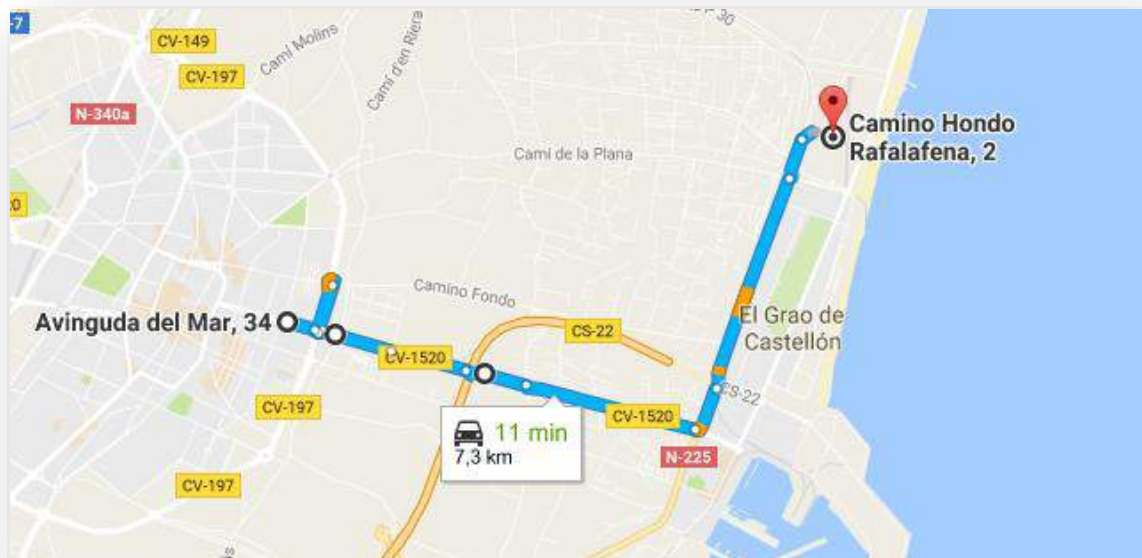 -7
CV-149
CV-197
Camí Molins
Camí d'en Riera
N-340a
Camí de la Plana
Camino Hondo
Rafalafena, 2
Camino Fondo
Avinguda del Mar, 34
CS-22
El Grao de
Castellón
CV-1520
CS-22
CV-197
CV-1520
11 min
7,3 km
N-225
CV-197